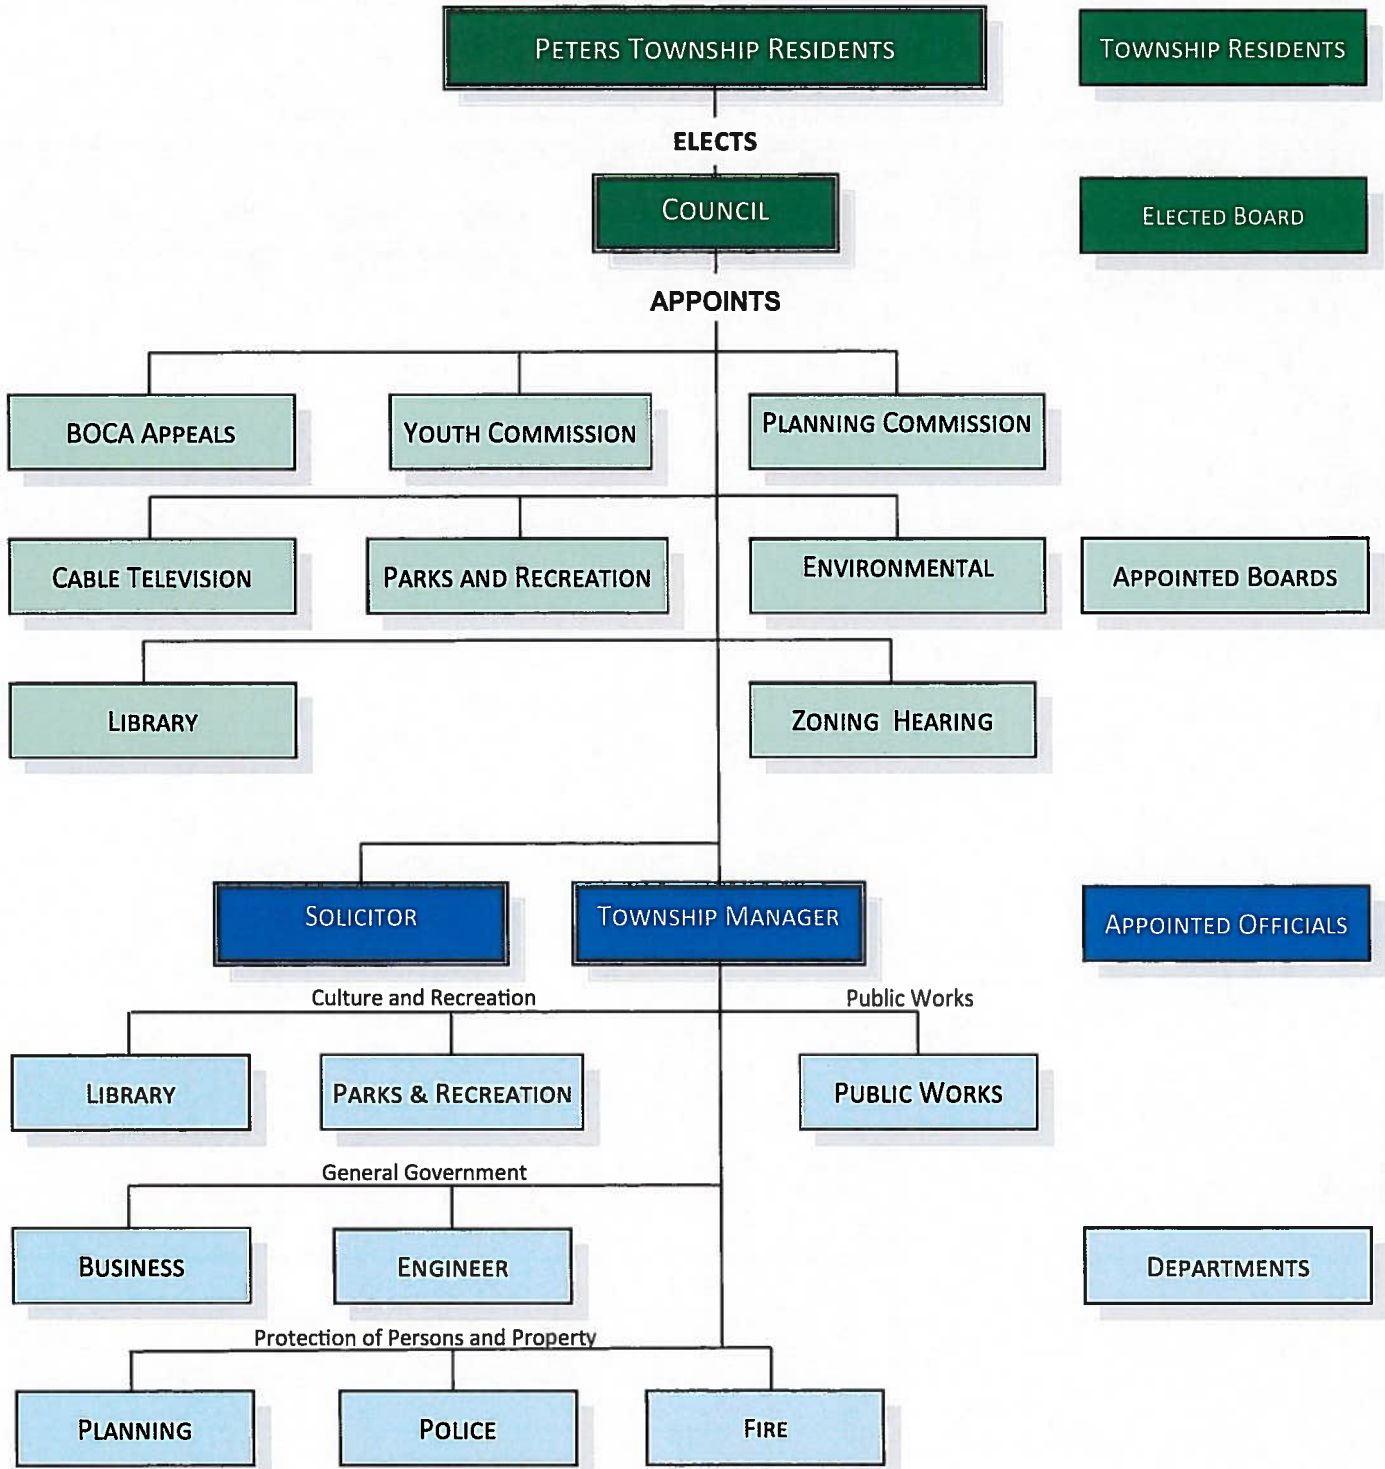 PETERS TOWNSHIP RESIDENTS
TOWNSHIP RESIDENTS
ELECTS
COUNCIL
ELECTED BOARD
APPOINTS
BOCA APPEALS
YOUTH COMMISSION
PLANNING COMMISSION
CABLE TELEVISION
PARKS AND RECREATION
ENVIRONMENTAL
APPOINTED BOARDS
LIBRARY
ZONING HEARING
SOLICITOR
TOWNSHIP MANAGER
APPOINTED OFFICIALS
Culture and Recreation
Public Works
LIBRARY
PARKS & RECREATION
PUBLIC WORKS
General Government
BUSINESS
ENGINEER
DEPARTMENTS
Protection of Persons and Property
PLANNING
POLICE
FIRE